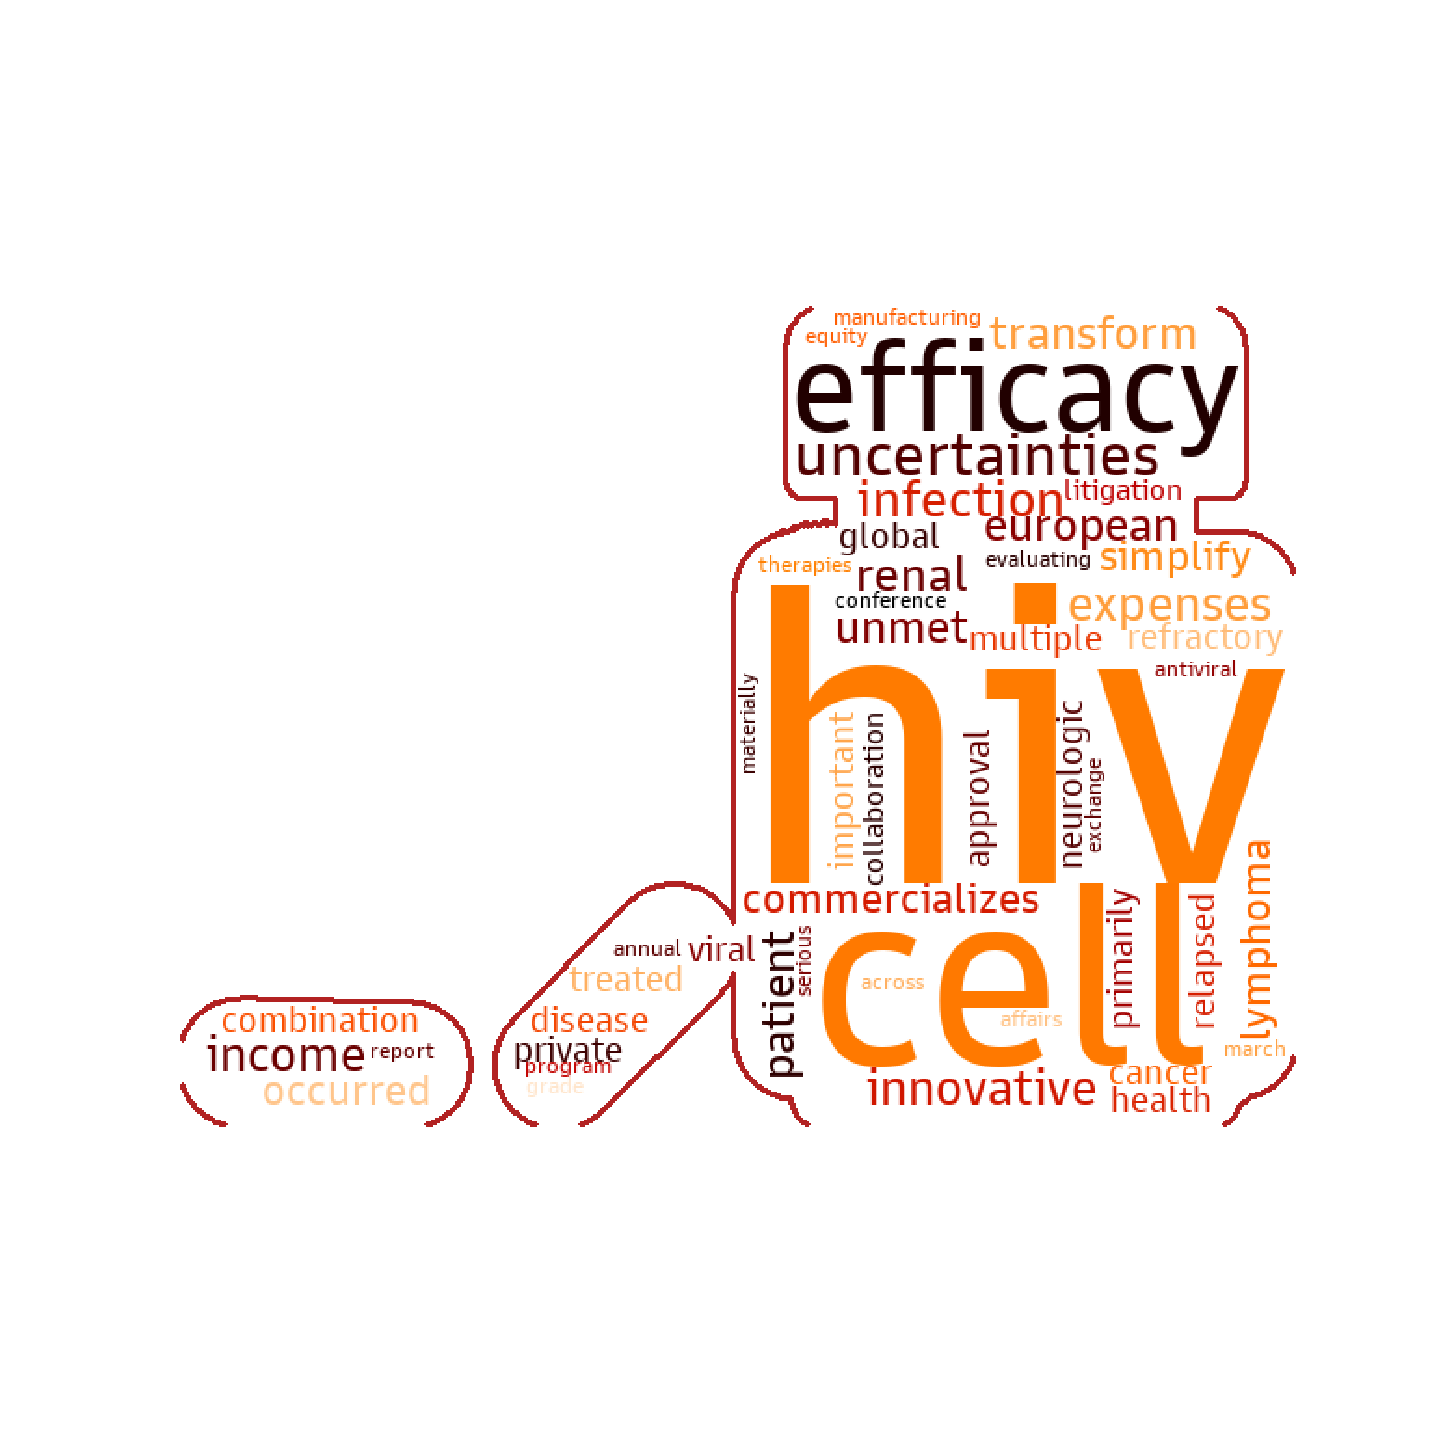 manufacturing
equity
transform
efficacy
uncertainties
infection
litigation
european
global
evaluating
simplify
therapies
renal
conference
expenses
unmet
multiple
refractory
antiviral
hiv
materially
important
collaboration
approval
neurologic
exchange
commercializes
cell
patient
serious
across
affairs
primarily
relapsed
lymphoma
march
innovative
cancer
health
annual
viral
treated
disease
private
program
grade
combination
income
report
occurred